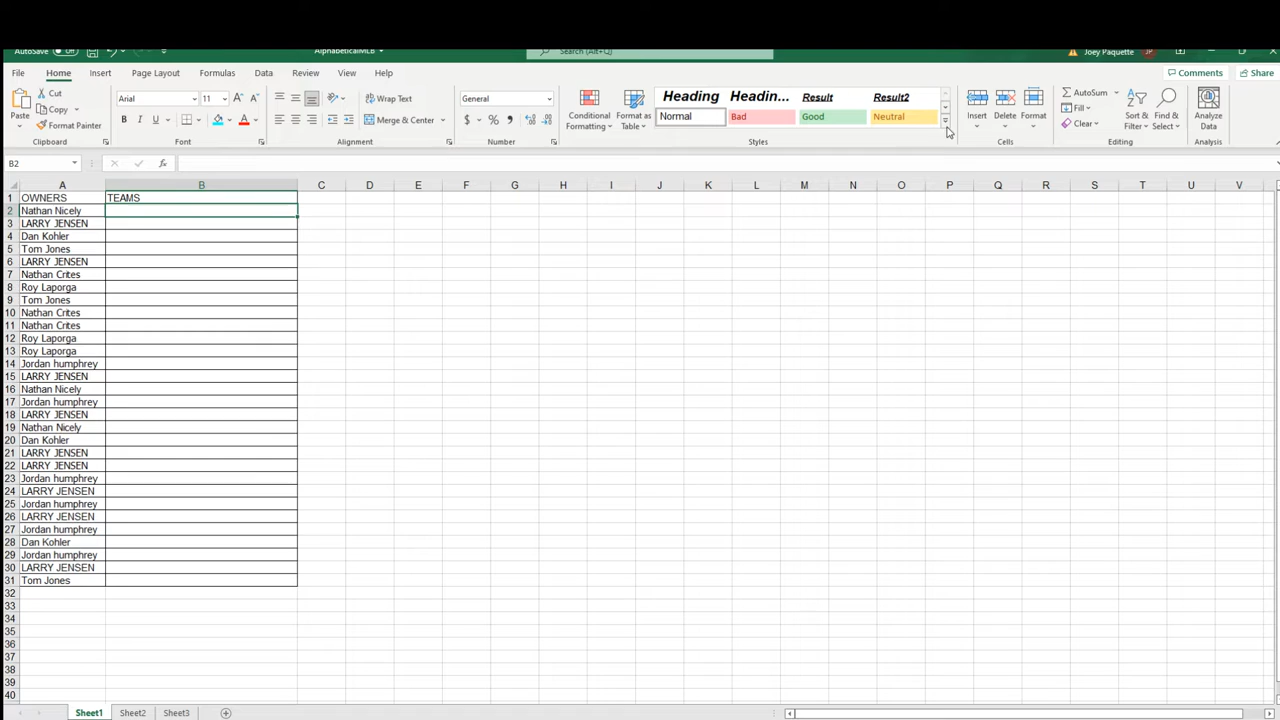 AutoSave Off AlphabeticalMLB Search (Alt+Q) Joey Paquette JP
File Home Insert Page Layout Formulas Data Review View Help Comments Share
Paste Cut Copy Format Painter Clipboard
Arial 11 B I U A Font
Wrap Text Merge & Center Alignment
General $ % Number
Conditional Formatting Format as Table
Heading Headin... Result Result2
Normal Bad Good Neutral
Styles
Insert Delete Format Cells
AutoSum Fill Clear Sort & Filter Find & Select Editing
Analyze Data Analysis
B2 fx
A B C D E F G H I J K L M N O P Q R S T U V
1 OWNERS TEAMS
2 Nathan Nicely
3 LARRY JENSEN
4 Dan Kohler
5 Tom Jones
6 LARRY JENSEN
7 Nathan Crites
8 Roy Laporga
9 Tom Jones
10 Nathan Crites
11 Nathan Crites
12 Roy Laporga
13 Roy Laporga
14 Jordan humphrey
15 LARRY JENSEN
16 Nathan Nicely
17 Jordan humphrey
18 LARRY JENSEN
19 Nathan Nicely
20 Dan Kohler
21 LARRY JENSEN
22 LARRY JENSEN
23 Jordan humphrey
24 LARRY JENSEN
25 Jordan humphrey
26 LARRY JENSEN
27 Jordan humphrey
28 Dan Kohler
29 Jordan humphrey
30 LARRY JENSEN
31 Tom Jones
32
33
34
35
36
37
38
39
40
Sheet1 Sheet2 Sheet3